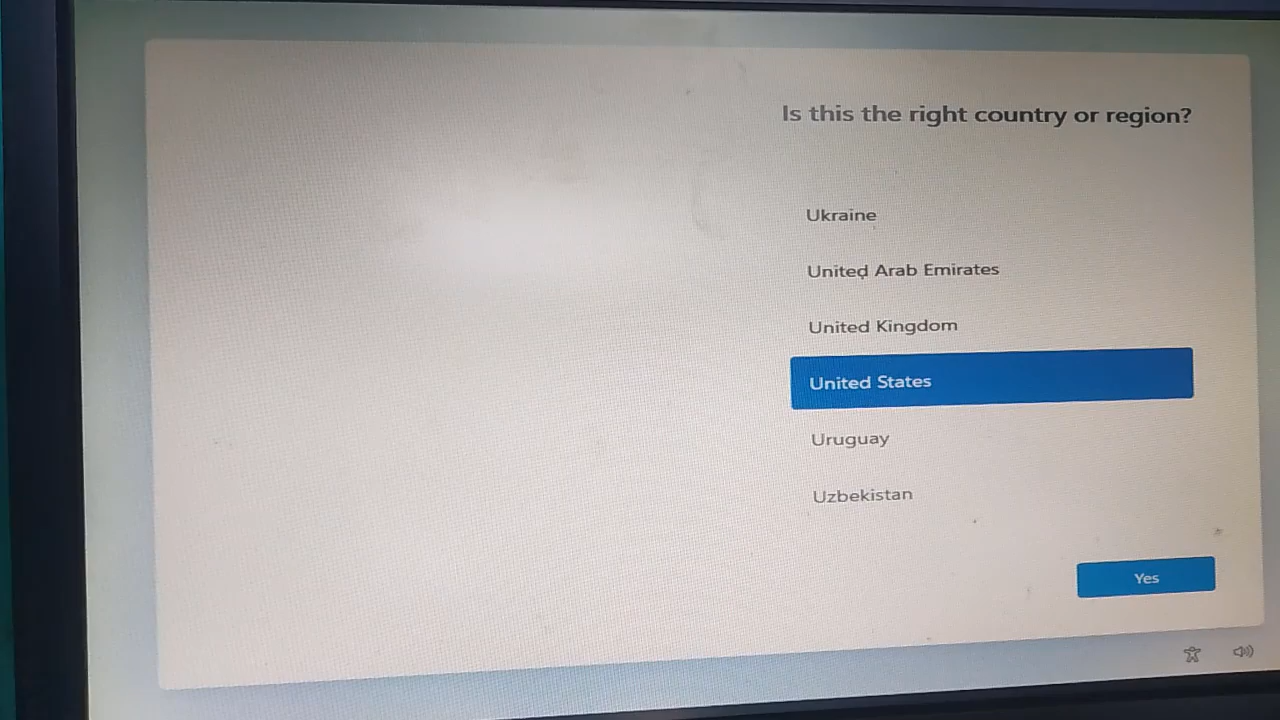 Is this the right country or region?
Ukraine
United Arab Emirates
United Kingdom
United States
Uruguay
Uzbekistan
Yes